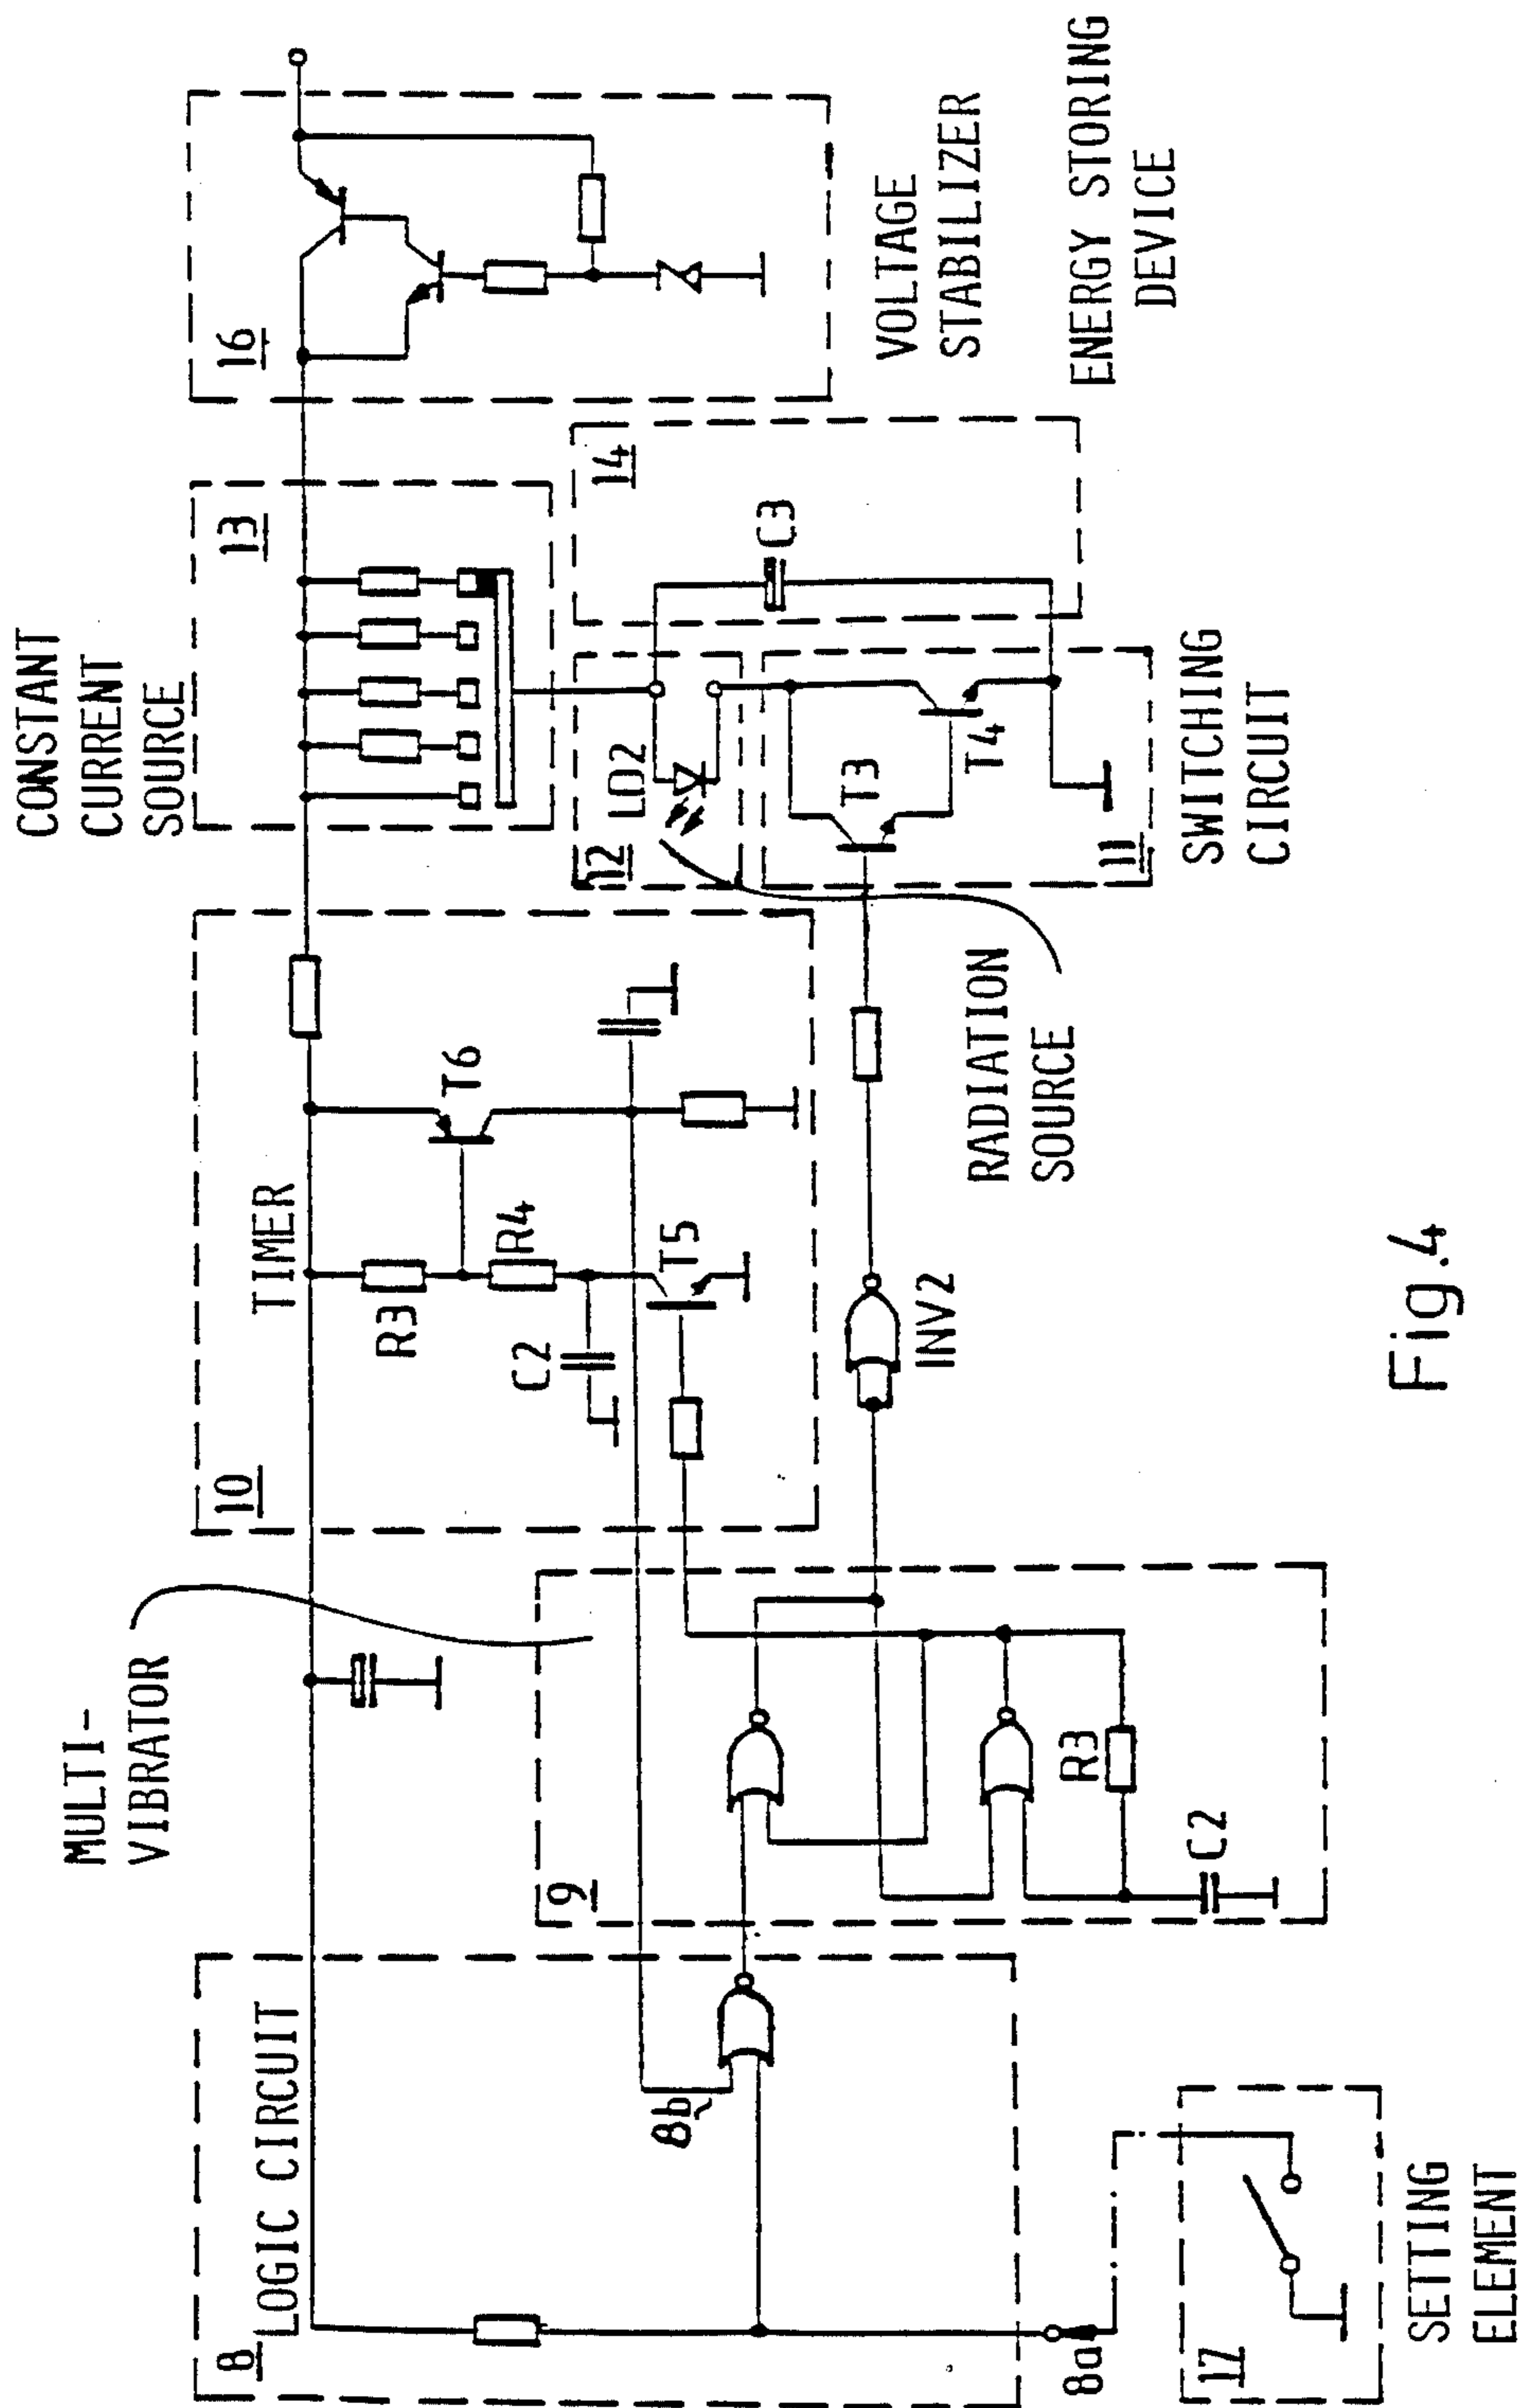 MULTI-
VIBRATOR
CONSTANT
CURRENT
SOURCE
8
LOGIC CIRCUIT
8b
8a
17
SETTING
ELEMENT
9
R3
C2
10
TIMER
R3
R4
C2
T5
T6
INV2
RADIATION
SOURCE
13
12
LD2
T3
T4
11
SWITCHING
CIRCUIT
14
C3
16
VOLTAGE
STABILIZER
ENERGY STORING
DEVICE
Fig.4